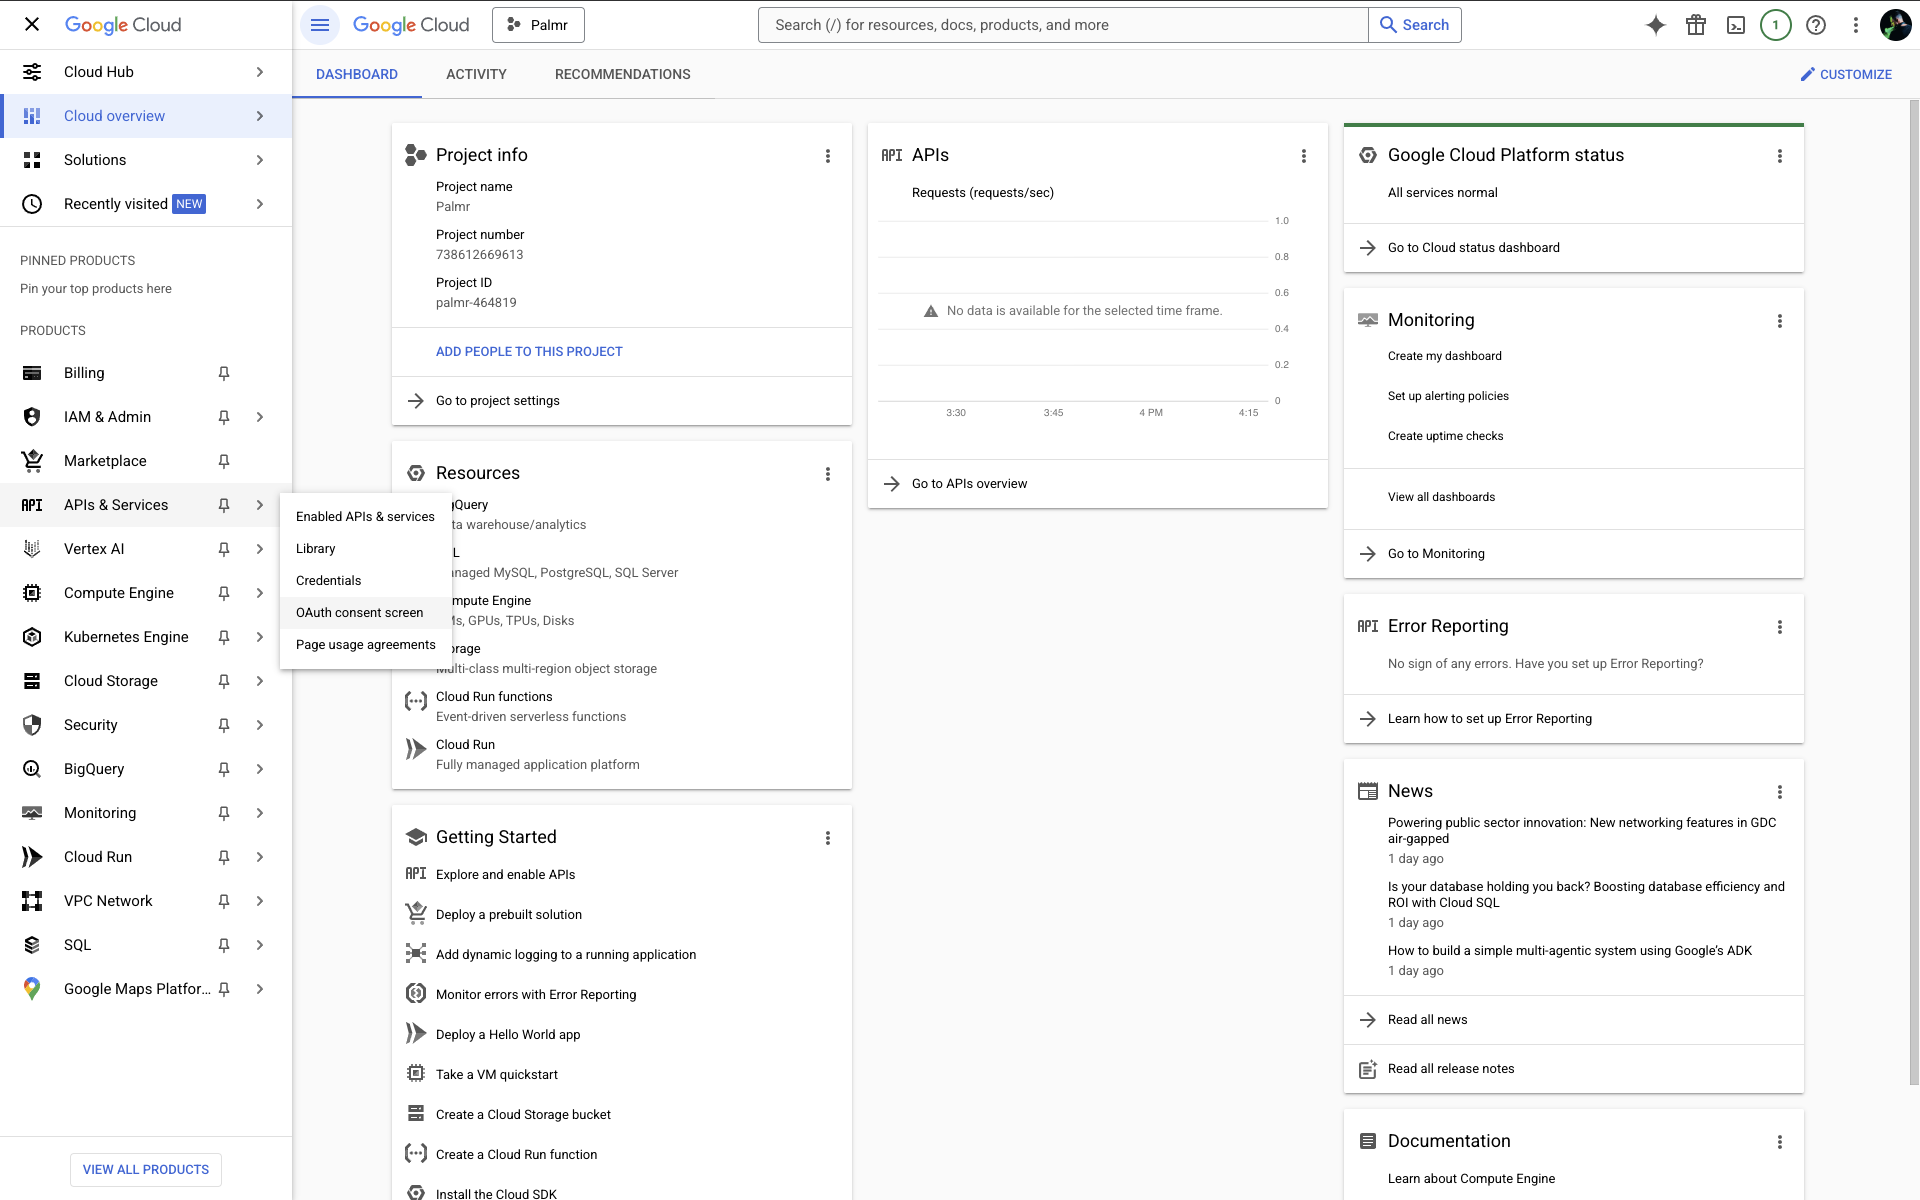 Google Cloud
Cloud Hub
Cloud overview
Solutions
Recently visited NEW
PINNED PRODUCTS
Pin your top products here
PRODUCTS
Billing
IAM & Admin
Marketplace
API APIs & Services
Vertex AI
Compute Engine
Kubernetes Engine
Cloud Storage
Security
BigQuery
Monitoring
Cloud Run
VPC Network
SQL
Google Maps Platfor...
VIEW ALL PRODUCTS
Enabled APIs & services
Library
Credentials
OAuth consent screen
Page usage agreements
Google Cloud
Palmr
Search (/) for resources, docs, products, and more
Search
1
DASHBOARD
ACTIVITY
RECOMMENDATIONS
CUSTOMIZE
Project info
Project name
Palmr
Project number
738612669613
Project ID
palmr-464819
ADD PEOPLE TO THIS PROJECT
Go to project settings
Resources
gQuery
ta warehouse/analytics
L
anaged MySQL, PostgreSQL, SQL Server
mpute Engine
Ms, GPUs, TPUs, Disks
orage
Multi-class multi-region object storage
Cloud Run functions
Event-driven serverless functions
Cloud Run
Fully managed application platform
Getting Started
API Explore and enable APIs
Deploy a prebuilt solution
Add dynamic logging to a running application
Monitor errors with Error Reporting
Deploy a Hello World app
Take a VM quickstart
Create a Cloud Storage bucket
Create a Cloud Run function
Install the Cloud SDK
API APIs
Requests (requests/sec)
1.0
0.8
0.6
No data is available for the selected time frame.
0.4
0.2
0
3:30 3:45 4 PM 4:15
Go to APIs overview
Google Cloud Platform status
All services normal
Go to Cloud status dashboard
Monitoring
Create my dashboard
Set up alerting policies
Create uptime checks
View all dashboards
Go to Monitoring
API Error Reporting
No sign of any errors. Have you set up Error Reporting?
Learn how to set up Error Reporting
News
Powering public sector innovation: New networking features in GDC
air-gapped
1 day ago
Is your database holding you back? Boosting database efficiency and
ROI with Cloud SQL
1 day ago
How to build a simple multi-agentic system using Google’s ADK
1 day ago
Read all news
Read all release notes
Documentation
Learn about Compute Engine